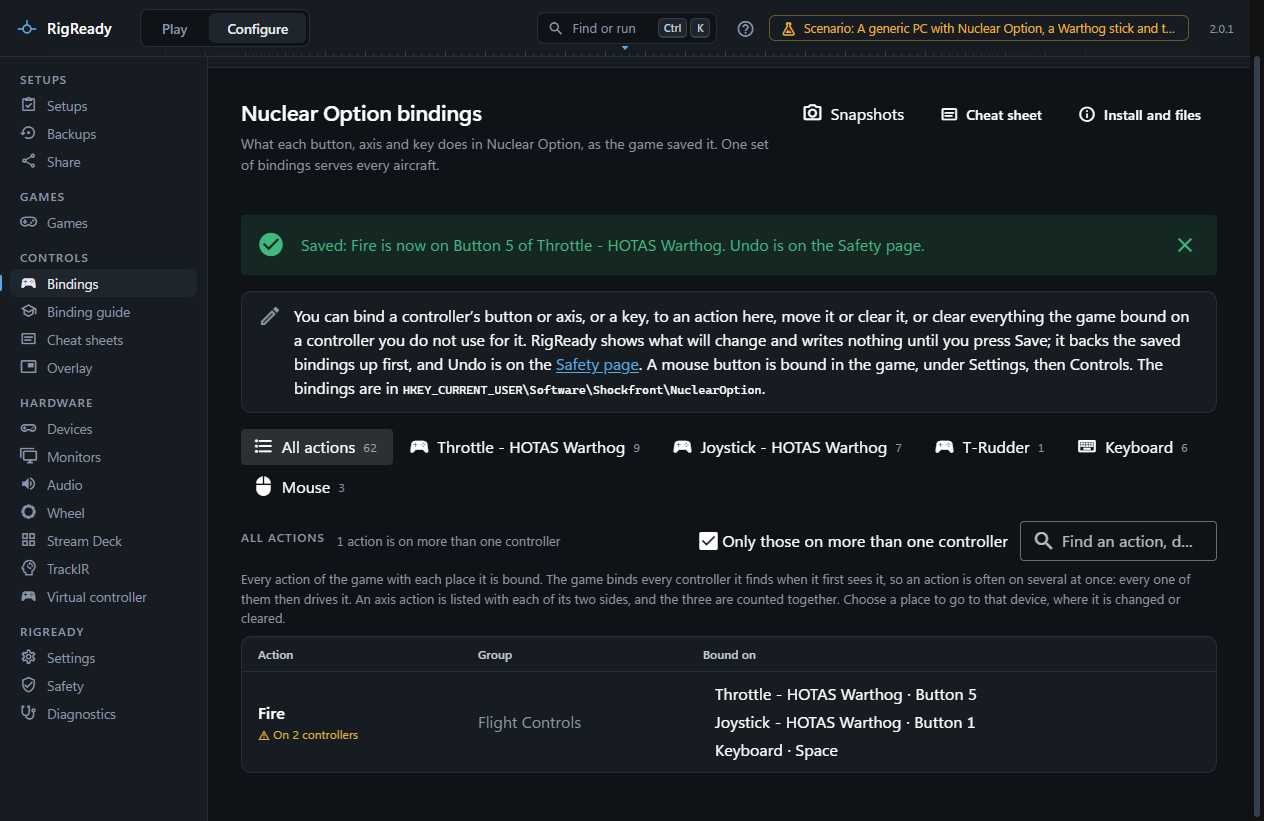 RigReady
Play
Configure
Find or run
Ctrl
K
Scenario: A generic PC with Nuclear Option, a Warthog stick and t...
2.0.1
SETUPS
Setups
Backups
Share
GAMES
Games
CONTROLS
Bindings
Binding guide
Cheat sheets
Overlay
HARDWARE
Devices
Monitors
Audio
Wheel
Stream Deck
TrackIR
Virtual controller
RIGREADY
Settings
Safety
Diagnostics
Nuclear Option bindings
Snapshots
Cheat sheet
Install and files
What each button, axis and key does in Nuclear Option, as the game saved it. One set
of bindings serves every aircraft.
Saved: Fire is now on Button 5 of Throttle - HOTAS Warthog. Undo is on the Safety page.
You can bind a controller’s button or axis, or a key, to an action here, move it or clear it, or clear everything the game bound on
a controller you do not use for it. RigReady shows what will change and writes nothing until you press Save; it backs the saved
bindings up first, and Undo is on the Safety page. A mouse button is bound in the game, under Settings, then Controls. The
bindings are in HKEY_CURRENT_USER\Software\Shockfront\NuclearOption.
All actions 62
Throttle - HOTAS Warthog 9
Joystick - HOTAS Warthog 7
T-Rudder 1
Keyboard 6
Mouse 3
ALL ACTIONS
1 action is on more than one controller
Only those on more than one controller
Find an action, d...
Every action of the game with each place it is bound. The game binds every controller it finds when it first sees it, so an action is often on several at once: every one of
them then drives it. An axis action is listed with each of its two sides, and the three are counted together. Choose a place to go to that device, where it is changed or
cleared.
Action
Group
Bound on
Fire
On 2 controllers
Flight Controls
Throttle - HOTAS Warthog · Button 5
Joystick - HOTAS Warthog · Button 1
Keyboard · Space